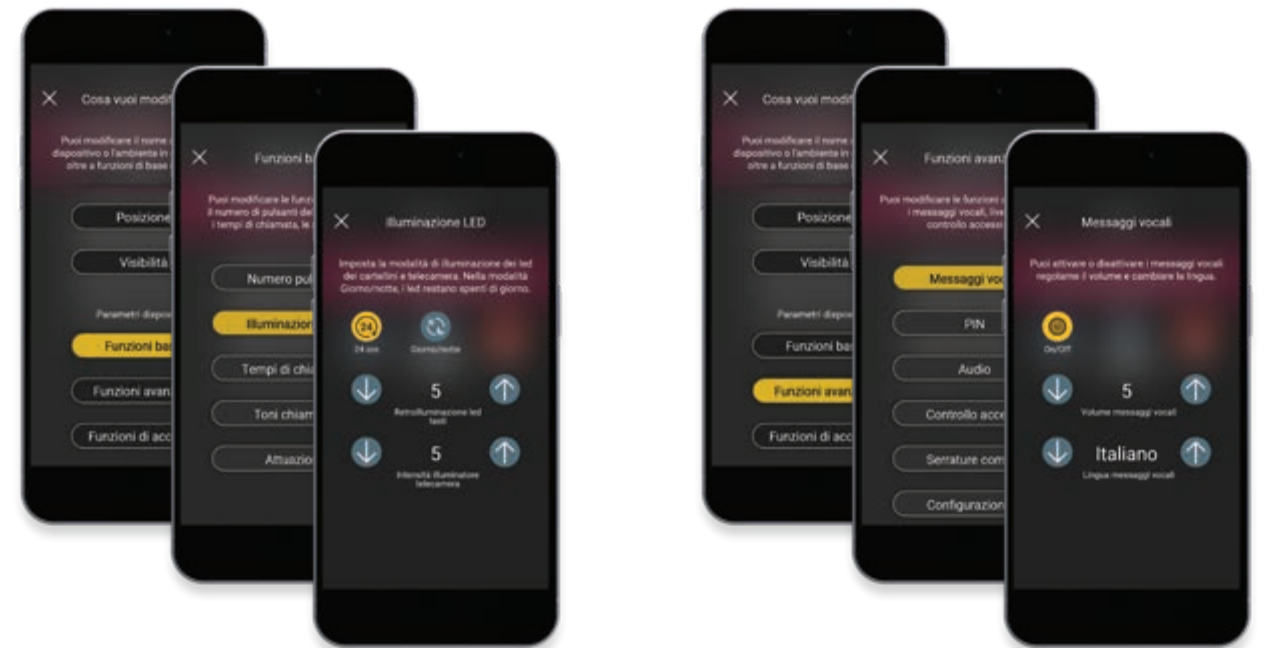 Cosa vuoi modif
Puoi modificare il nome
dispositivo o l'ambiente in
oltre a funzioni di base
Posizione
Visibilità
Parametri dispos
Funzioni bas
Funzioni avan
Funzioni di acc
Funzioni b
Puoi modificare le funz
il numero di pulsanti de
i tempi di chiamata, le
Numero pul
Illuminazion
Tempi di chia
Toni chiam
Attuazio
Illuminazione LED
Imposta la modalità di illuminazione dei led
dei cartellini e telecamera. Nella modalità
Giorno/notte, i led restano spenti di giorno.
24
24 ore
Giorno/notte
5
Retroilluminazione led
tasti
5
Intensità illuminatore
telecamera
Cosa vuoi modif
Puoi modificare il nome
dispositivo o l'ambiente in
oltre a funzioni di base
Posizione
Visibilità
Parametri dispos
Funzioni bas
Funzioni avan
Funzioni di acc
Funzioni avanz
Puoi modificare le funzioni
i messaggi vocali, live
controllo accessi
Messaggi voc
PIN
Audio
Controllo acce
Serrature com
Configurazion
Messaggi vocali
Puoi attivare o disattivare i messaggi vocali
regolarne il volume e cambiare la lingua.
On/Off
5
Volume messaggi vocali
Italiano
Lingua messaggi vocali